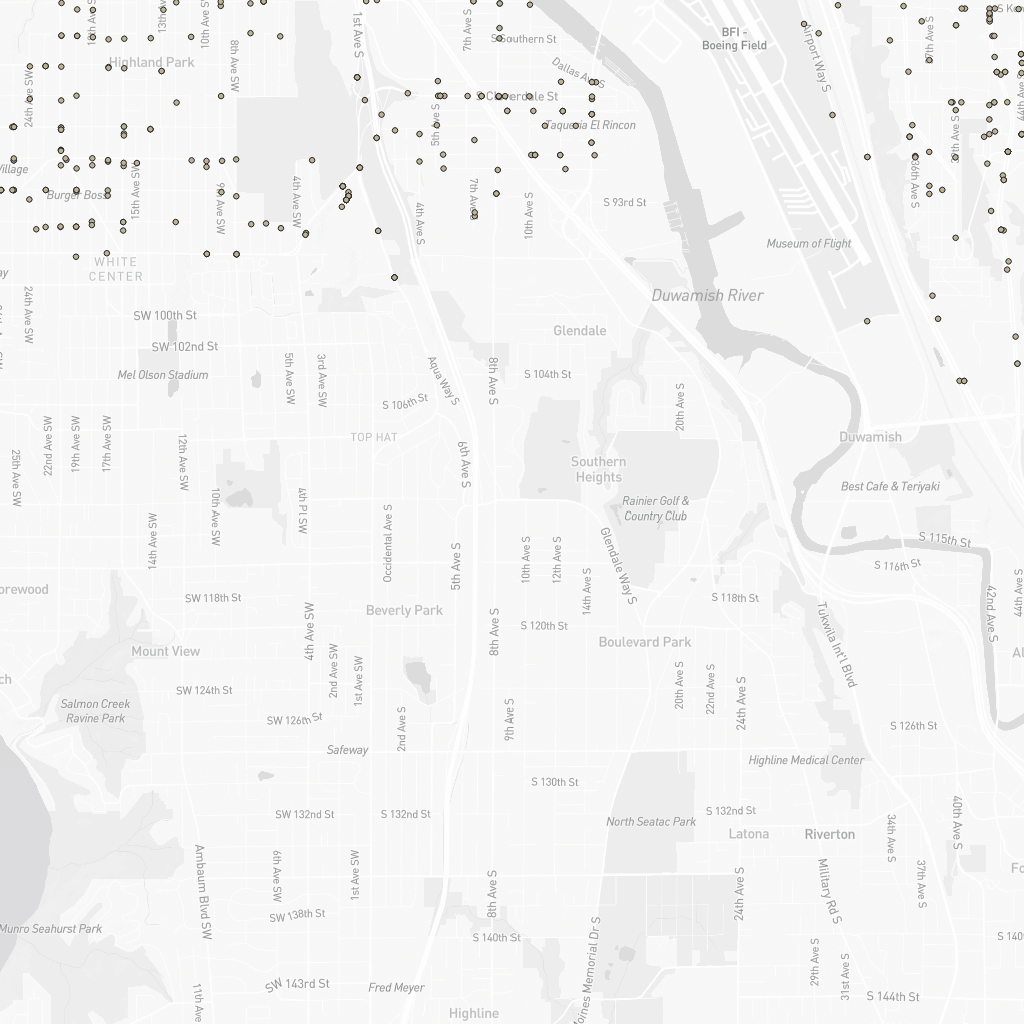 1st Ave S
7th Ave S
13th
10th Ave SW
8th Ave SW
S Southern St
BFI -
Boeing Field
Airport Way S
Highland Park
Dallas Ave S
24th Ave SW
S Cloverdale St
5th Ave S
Taqueria El Rincon
39th Ave S
44th Ave
36th Ave S
Village
Burger Boss
15th Ave SW
9th Ave SW
4th Ave SW
4th Ave S
7th Ave S
10th Ave S
S 93rd St
Museum of Flight
WHITE
CENTER
Duwamish River
24th Ave SW
SW 100th St
Glendale
SW 102nd St
Mel Olson Stadium
5th Ave SW
3rd Ave SW
Aqua Way S
8th Ave S
S 104th St
20th Ave S
S 106th St
TOP HAT
Duwamish
22nd Ave SW
19th Ave SW
17th Ave SW
12th Ave SW
25th Ave SW
6th Ave S
Southern
Heights
Best Cafe & Teriyaki
Rainier Golf &
Country Club
10th Ave SW
4th Pl SW
14th Ave SW
Occidental Ave S
5th Ave S
10th Ave S
12th Ave S
14th Ave S
Glendale Way S
S 115th St
S 116th St
42nd Ave S
44th Ave S
orewood
SW 118th St
S 118th St
Beverly Park
4th Ave SW
8th Ave S
S 120th St
Boulevard Park
Tukwila Int'l Blvd
Mount View
2nd Ave SW
1st Ave SW
20th Ave S
22nd Ave S
24th Ave S
SW 124th St
Salmon Creek
Ravine Park
SW 126th St
2nd Ave S
9th Ave S
S 126th St
Safeway
Highline Medical Center
S 130th St
SW 132nd St
S 132nd St
North Seatac Park
S 132nd St
Latona
Riverton
34th Ave S
40th Ave S
Ambaum Blvd SW
6th Ave SW
1st Ave SW
8th Ave S
24th Ave S
Military Rd S
37th Ave S
SW 138th St
Munro Seahurst Park
S 140th St
S 140
Moines Memorial Dr S
29th Ave S
31st Ave S
SW 143rd St
Fred Meyer
11th Ave
S 144th St
Highline